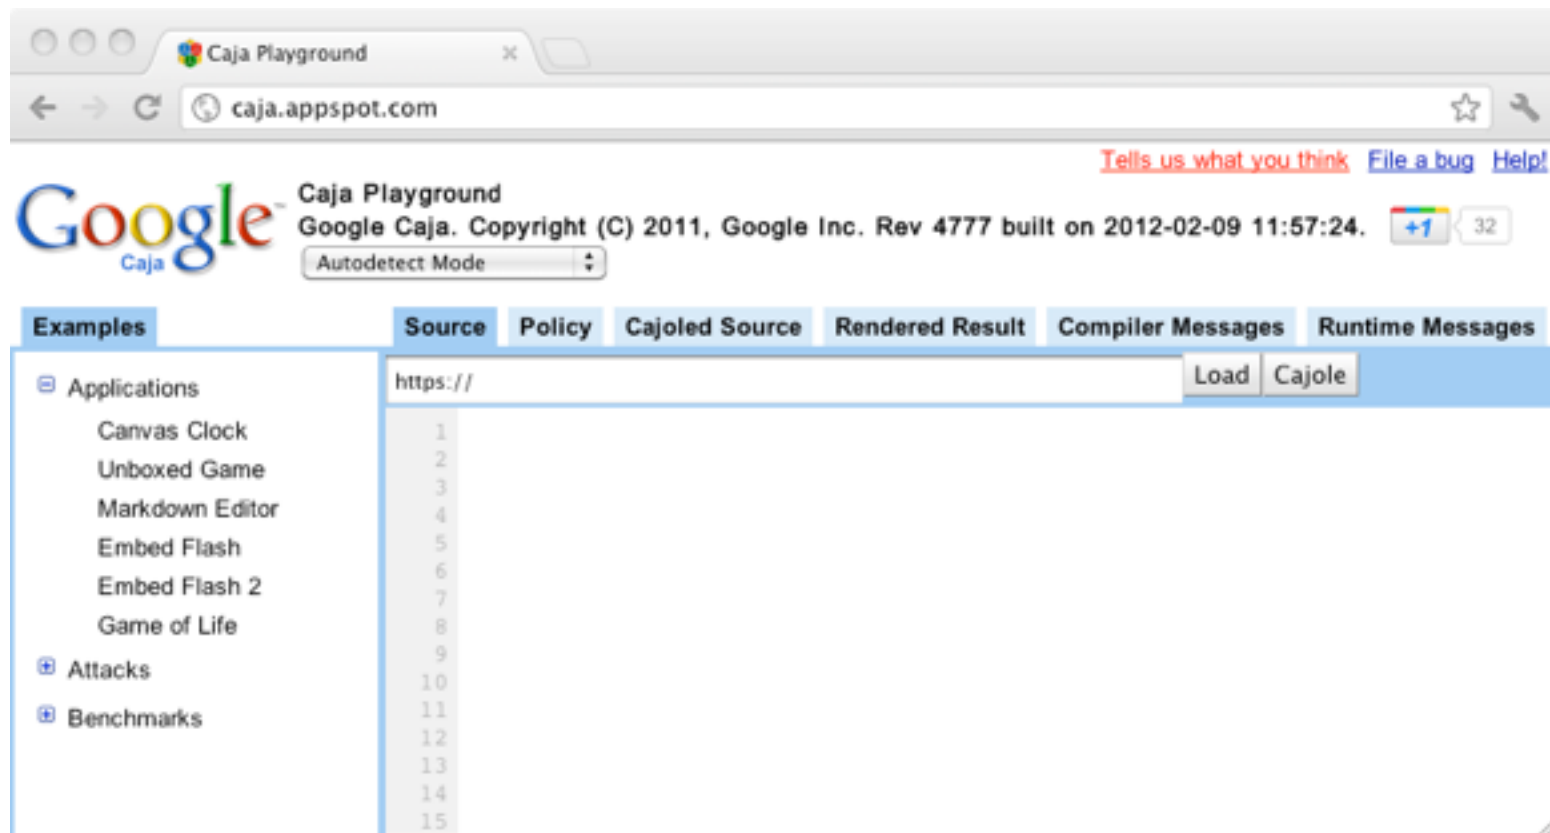 Caja Playground
caja.appspot.com
Tells us what you think File a bug Help!
Google Caja
Caja Playground
Google Caja. Copyright (C) 2011, Google Inc. Rev 4777 built on 2012-02-09 11:57:24. +1 32
Autodetect Mode
Examples
Source Policy Cajoled Source Rendered Result Compiler Messages Runtime Messages
https:// Load Cajole
Applications
Canvas Clock
Unboxed Game
Markdown Editor
Embed Flash
Embed Flash 2
Game of Life
Attacks
Benchmarks
1
2
3
4
5
6
7
8
9
10
11
12
13
14
15